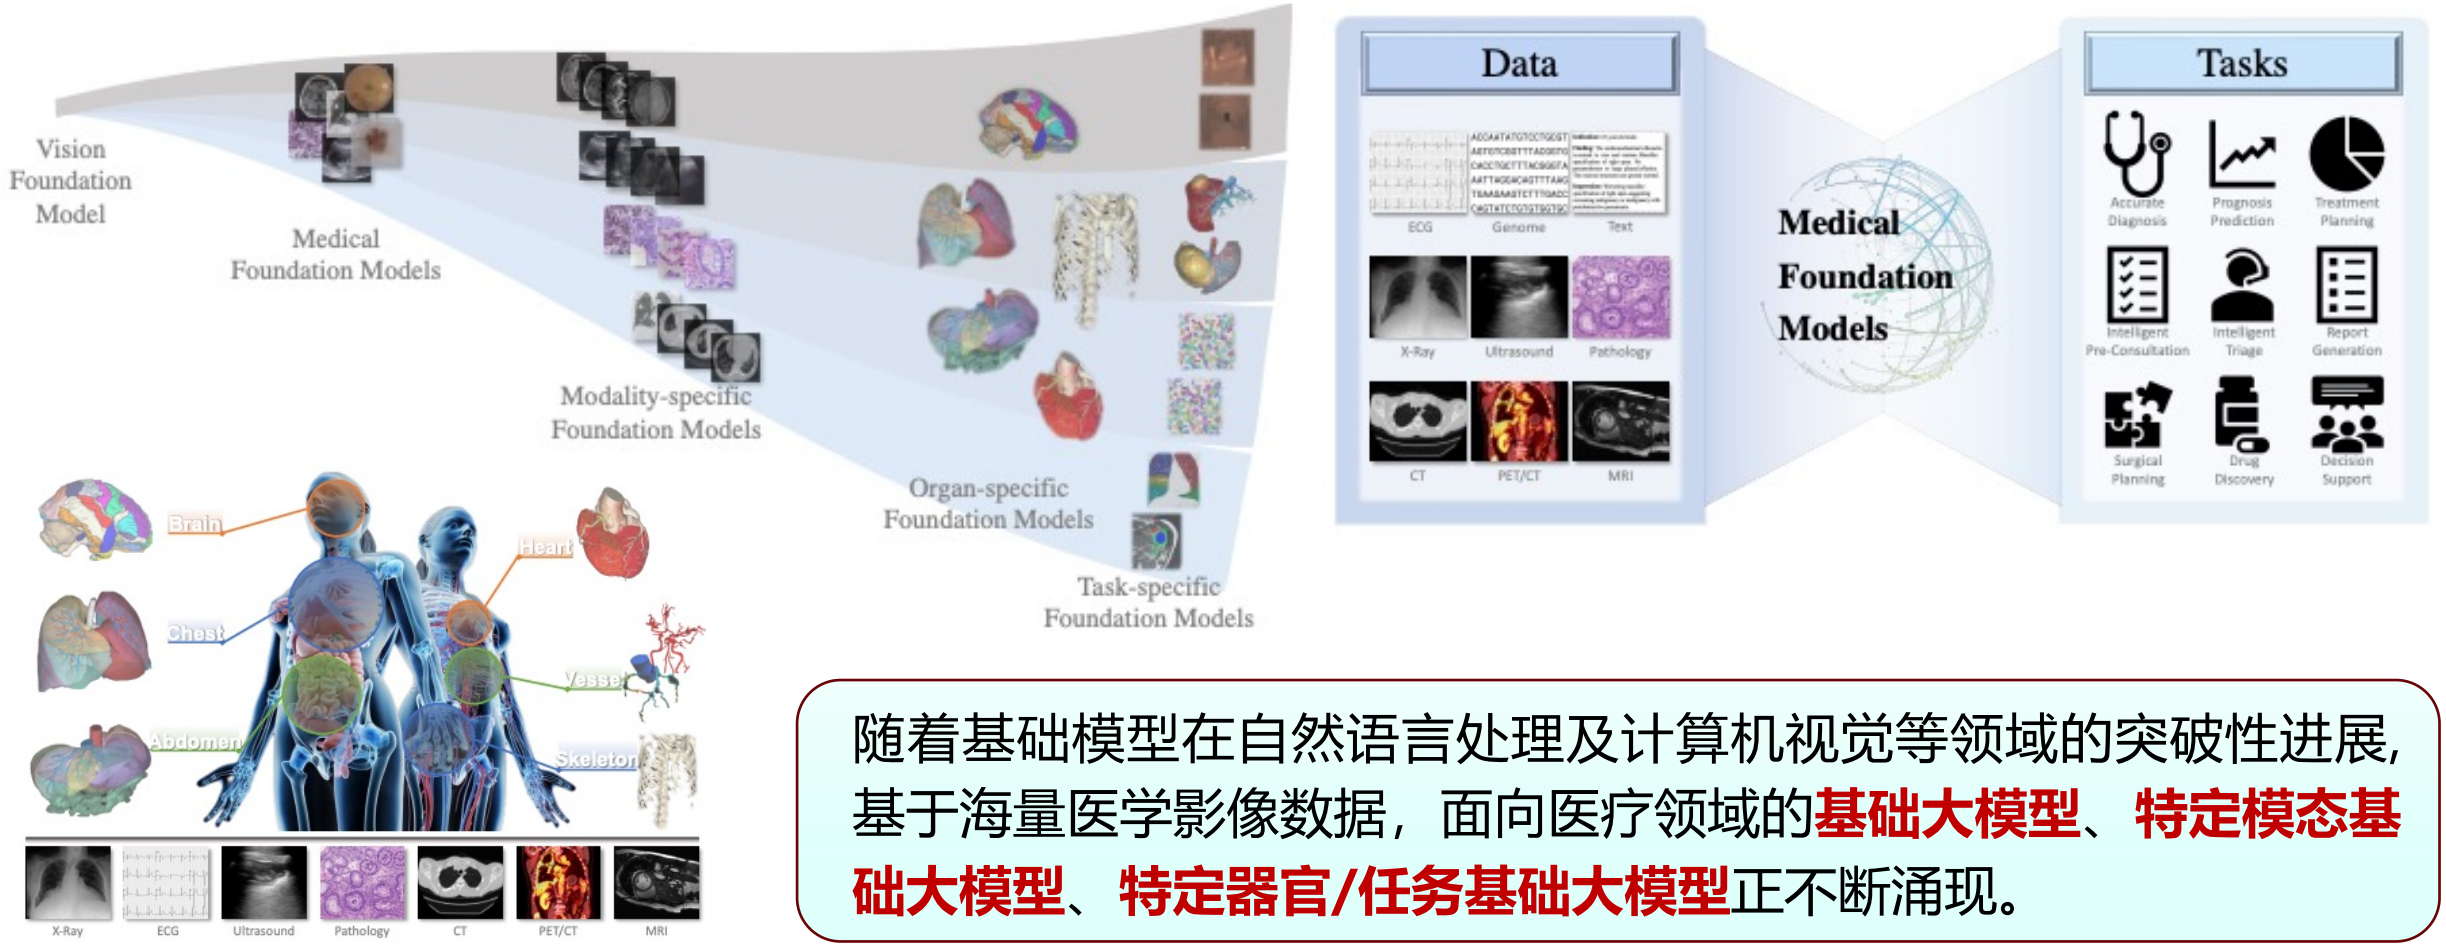 Vision
Foundation
Model
Medical
Foundation Models
Modality-specific
Foundation Models
Organ-specific
Foundation Models
Task-specific
Foundation Models
Data
ECG
Genome
Text
X-Ray
Ultrasound
Pathology
CT
PET/CT
MRI
Medical
Foundation
Models
Tasks
Accurate
Diagnosis
Prognosis
Prediction
Treatment
Planning
Intelligent
Pre-Consultation
Intelligent
Triage
Report
Generation
Surgical
Planning
Drug
Discovery
Decision
Support
Brain
Heart
Chest
Vessel
Abdomen
Skeleton
X-Ray
ECG
Ultrasound
Pathology
CT
PET/CT
MRI
随着基础模型在自然语言处理及计算机视觉等领域的突破性进展,
基于海量医学影像数据，面向医疗领域的基础大模型、特定模态基
础大模型、特定器官/任务基础大模型正不断涌现。